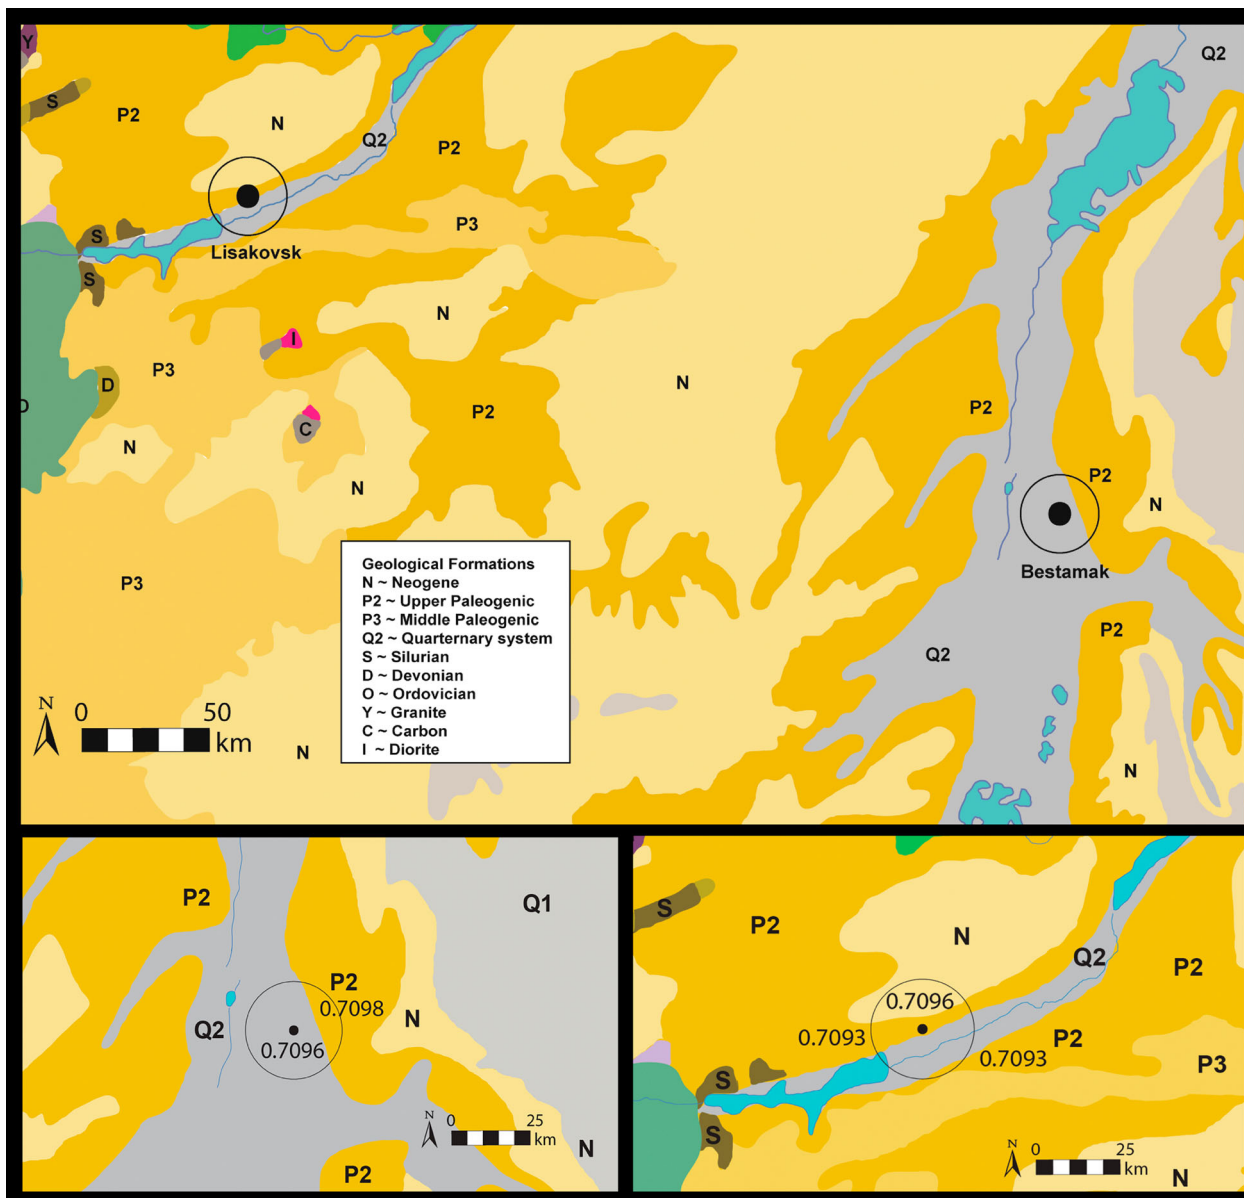 Y
Q2
S
P2
N
Q2
P2
S
P3
Lisakovsk
S
N
I
P3
D
N
O
P2
P2
C
N
P2
N
N
Bestamak
Geological Formations
N ~ Neogene
P2 ~ Upper Paleogenic
P3 ~ Middle Paleogenic
Q2 ~ Quarternary system
S ~ Silurian
D ~ Devonian
O ~ Ordovician
Y ~ Granite
C ~ Carbon
I ~ Diorite
P3
P2
Q2
N
0 50
km
N
N
P2
Q1
P2
0.7098
N
Q2
0.7096
N
0 25
km
N
P2
S
P2
N
Q2
P2
0.7096
0.7093
P2
0.7093
P3
S
S
N
0 25
km
N